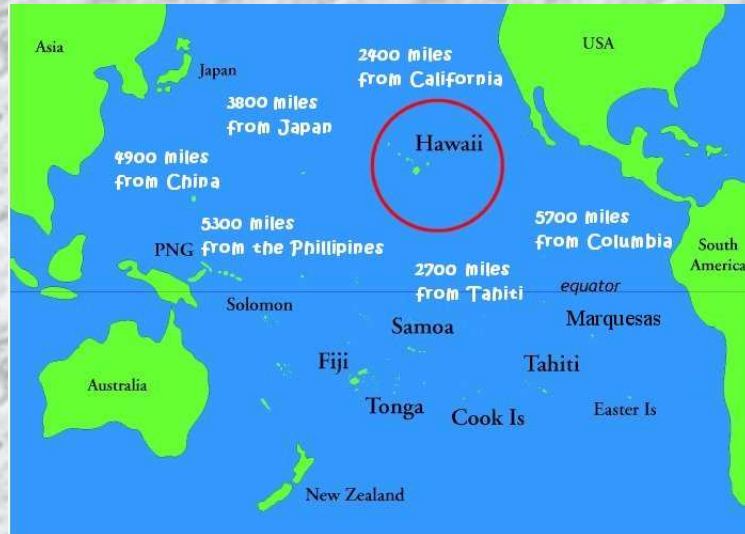 Asia
USA
Japan
2400 miles
from California
3800 miles
from Japan
Hawaii
4900 miles
from China
5300 miles
from the Phillipines
5700 miles
from Columbia
PNG
South
America
2700 miles
from Tahiti
equator
Solomon
Samoa
Marquesas
Fiji
Tahiti
Australia
Tonga
Cook Is
Easter Is
New Zealand